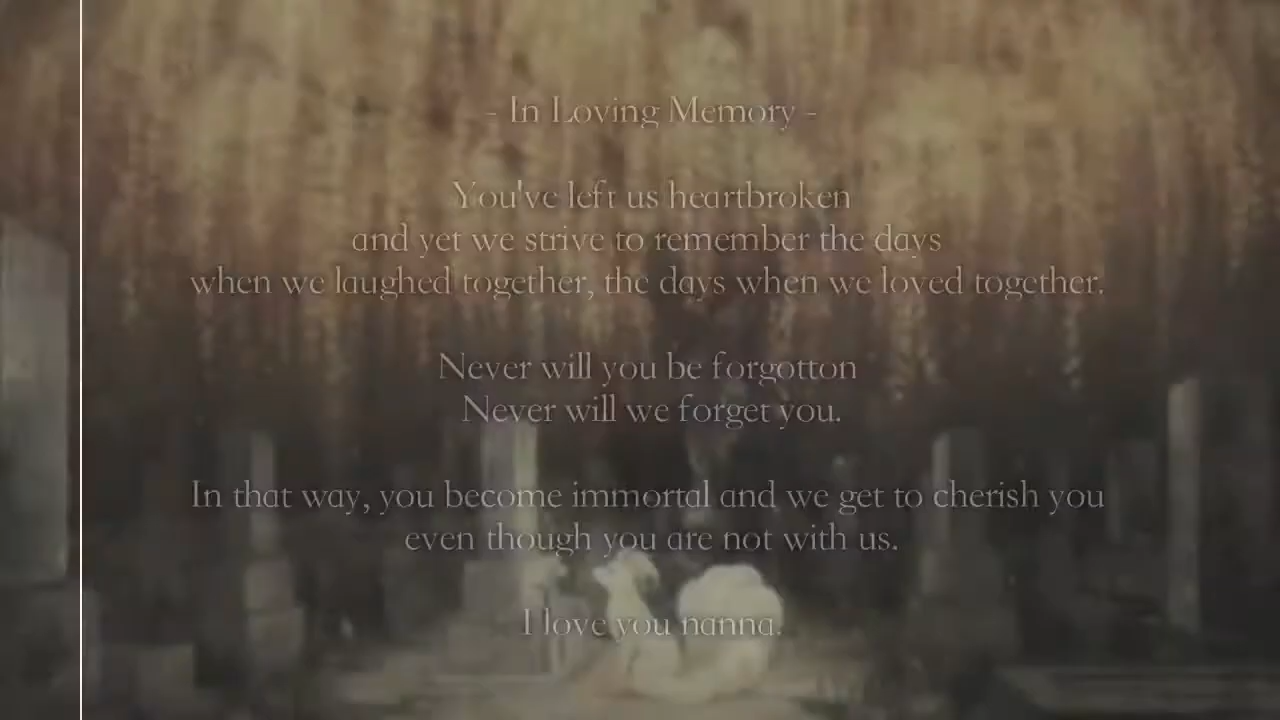 - In Loving Memory -
You've left us heartbroken
and yet we strive to remember the days
when we laughed together, the days when we loved together.
Never will you be forgotton
Never will we forget you.
In that way, you become immortal and we get to cherish you
even though you are not with us.
I love you nanna.